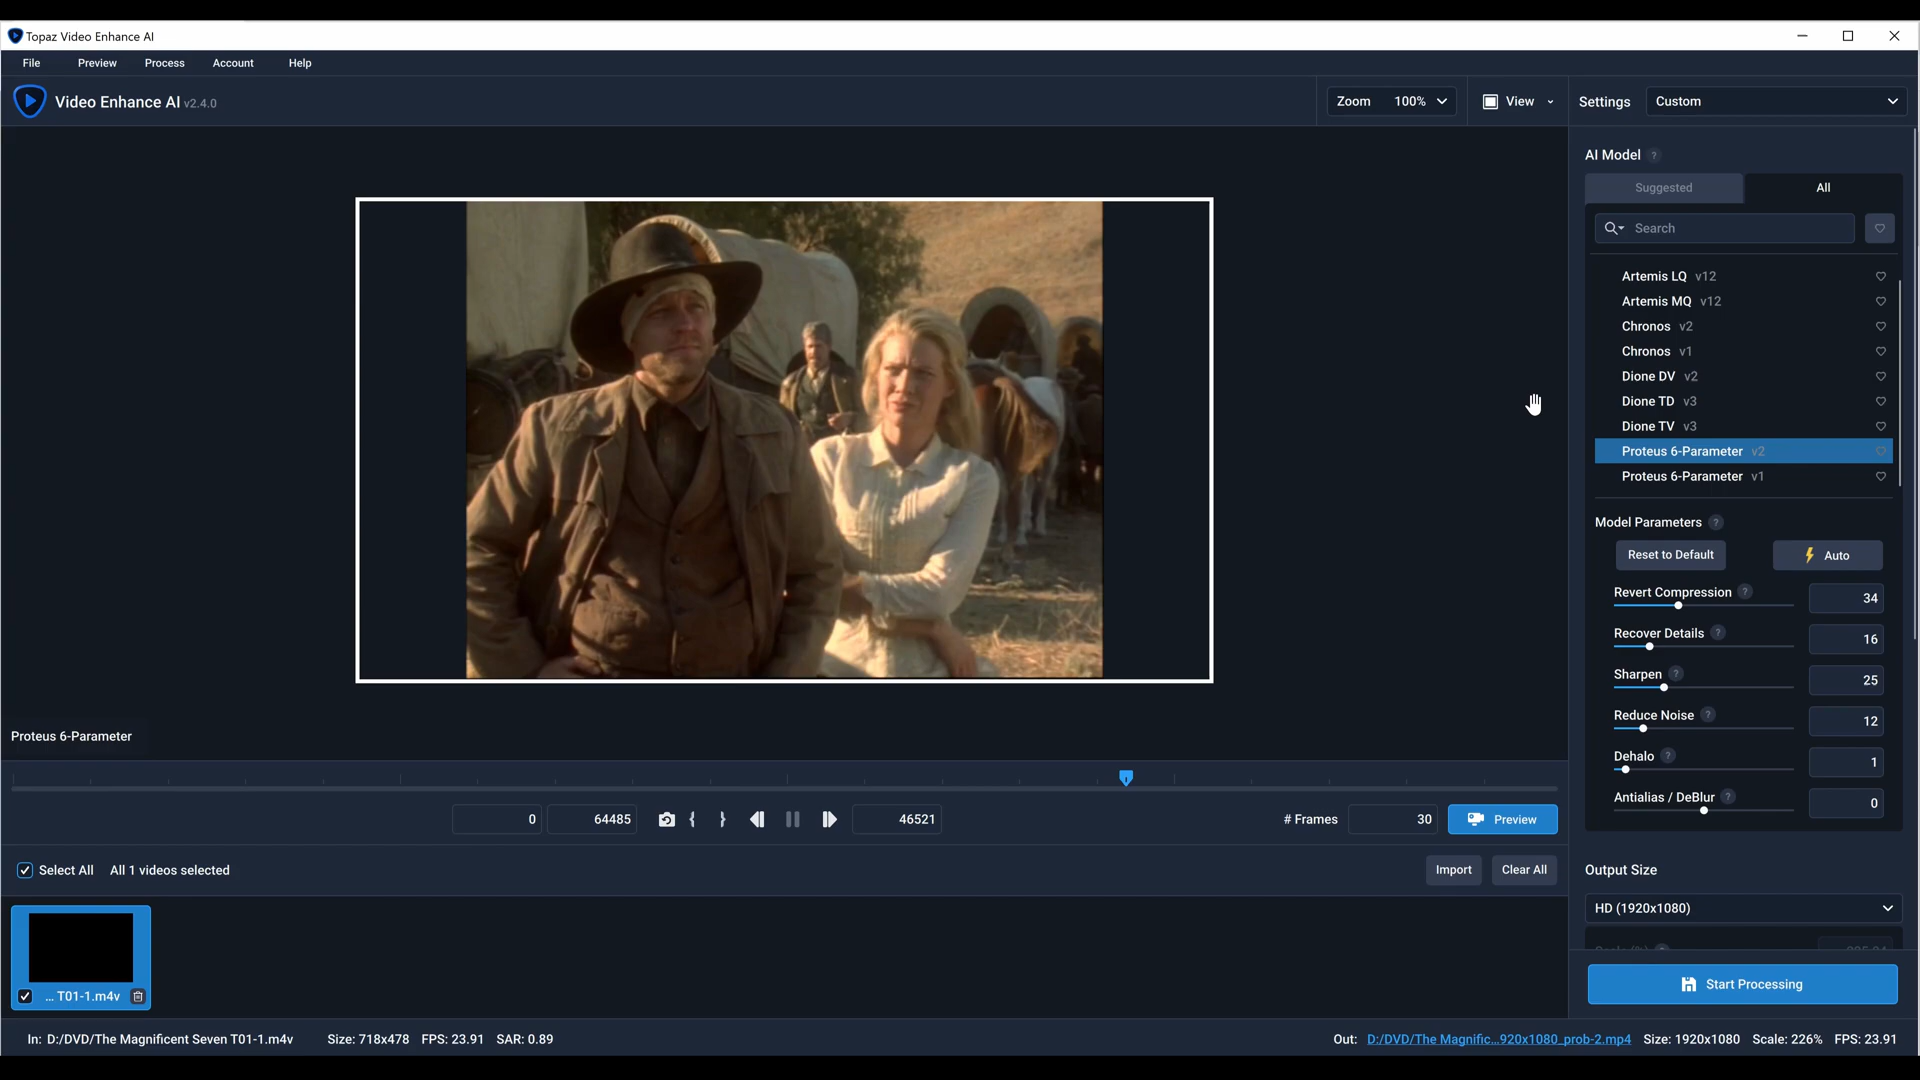 Topaz Video Enhance AI
File Preview Process Account Help
Video Enhance AI v2.4.0
Zoom 100% View Settings Custom
AI Model ?
Suggested All
Search
Artemis LQ v12
Artemis MQ v12
Chronos v2
Chronos v1
Dione DV v2
Dione TD v3
Dione TV v3
Proteus 6-Parameter v2
Proteus 6-Parameter v1
Model Parameters ?
Reset to Default Auto
Revert Compression ? 34
Recover Details ? 16
Sharpen ? 25
Reduce Noise ? 12
Dehalo ? 1
Antialias / DeBlur ? 0
Proteus 6-Parameter
0 64485 { } 46521 # Frames 30 Preview
Select All All 1 videos selected Import Clear All
Output Size
HD (1920x1080)
... T01-1.m4v
Start Processing
In: D:/DVD/The Magnificent Seven T01-1.m4v Size: 718x478 FPS: 23.91 SAR: 0.89 Out: D:/DVD/The Magnific...920x1080_prob-2.mp4 Size: 1920x1080 Scale: 226% FPS: 23.91